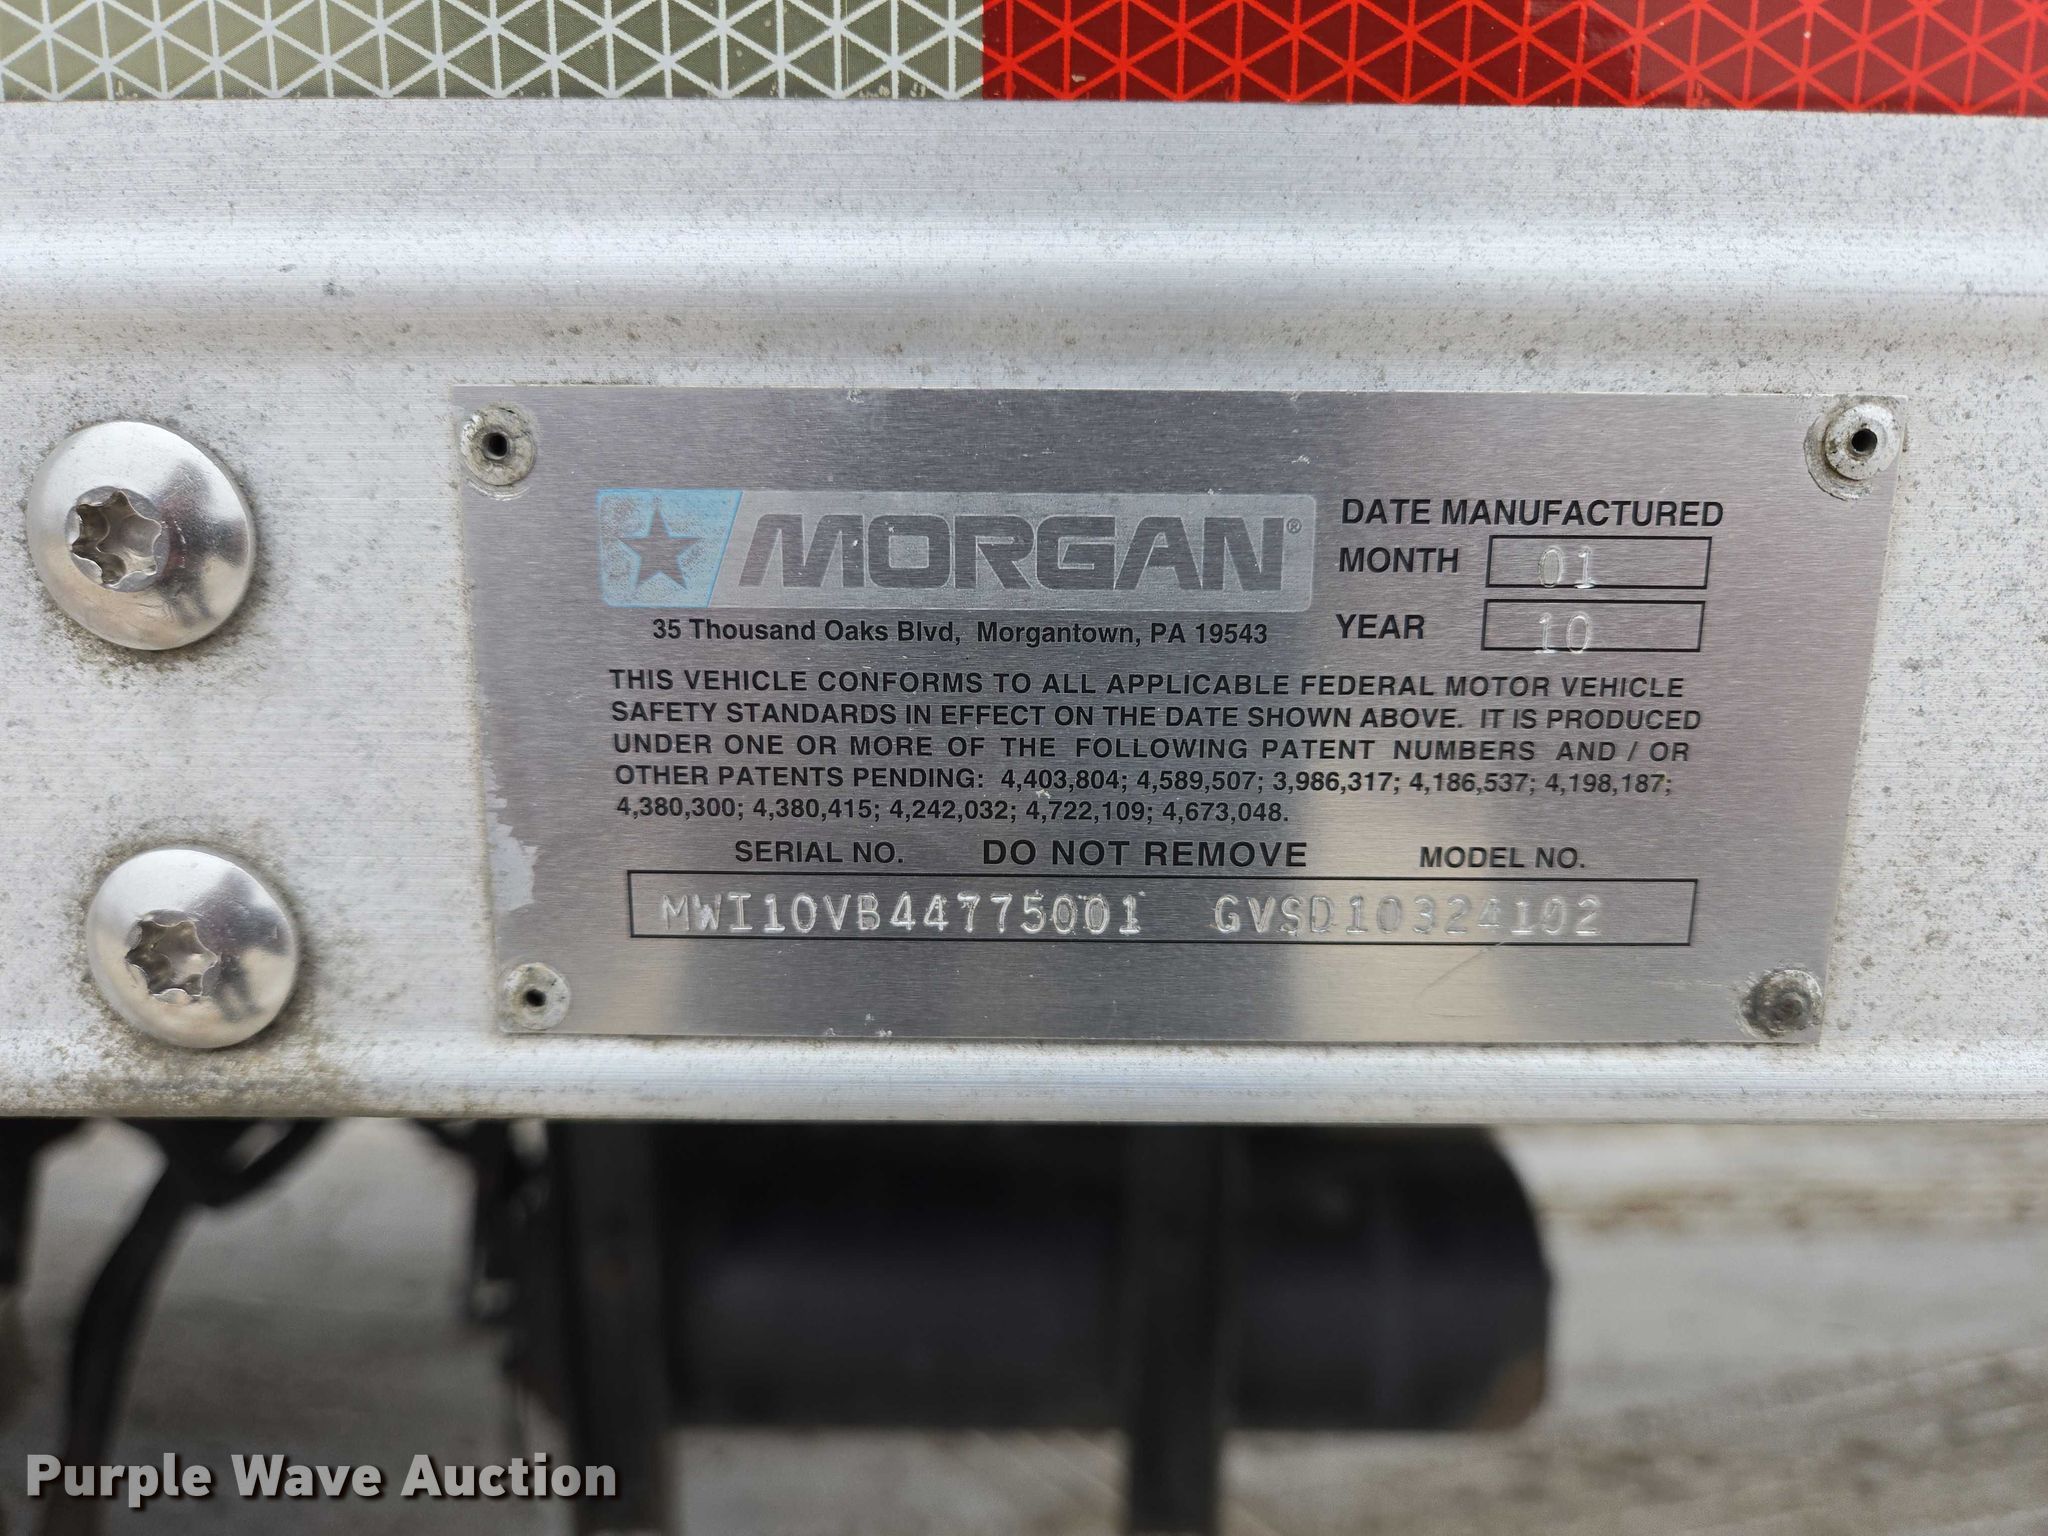 MORGAN®
DATE MANUFACTURED
MONTH 01
YEAR 10
35 Thousand Oaks Blvd, Morgantown, PA 19543
THIS VEHICLE CONFORMS TO ALL APPLICABLE FEDERAL MOTOR VEHICLE
SAFETY STANDARDS IN EFFECT ON THE DATE SHOWN ABOVE. IT IS PRODUCED
UNDER ONE OR MORE OF THE FOLLOWING PATENT NUMBERS AND / OR
OTHER PATENTS PENDING: 4,403,804; 4,589,507; 3,986,317; 4,186,537; 4,198,187;
4,380,300; 4,380,415; 4,242,032; 4,722,109; 4,673,048.
SERIAL NO. DO NOT REMOVE MODEL NO.
MWI10VB44775001 GVSD10324102
Purple Wave Auction